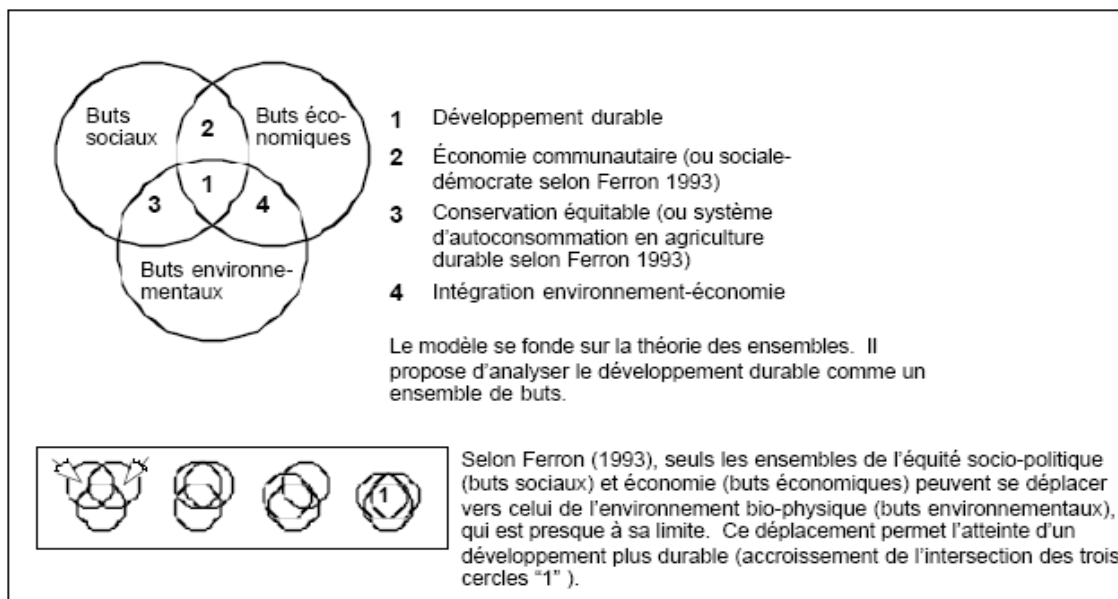 Buts
sociaux
Buts éco-
nomiques
2
1
3
4
Buts environne-
mentaux
1 Développement durable
2 Économie communautaire (ou sociale-
démocrate selon Ferron 1993)
3 Conservation équitable (ou système
d'autoconsommation en agriculture
durable selon Ferron 1993)
4 Intégration environnement-économie
Le modèle se fonde sur la théorie des ensembles. Il
propose d'analyser le développement durable comme un
ensemble de buts.
1
Selon Ferron (1993), seuls les ensembles de l'équité socio-politique
(buts sociaux) et économie (buts économiques) peuvent se déplacer
vers celui de l'environnement bio-physique (buts environmentaux),
qui est presque à sa limite. Ce déplacement permet l'atteinte d'un
développement plus durable (accroissement de l'intersection des trois
cercles "1" ).